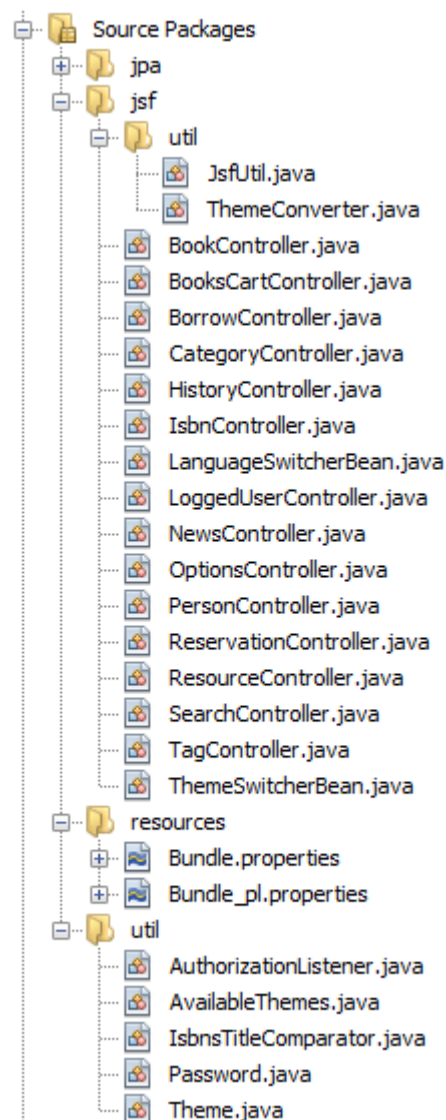 Source Packages
jpa
jsf
util
JsfUtil.java
ThemeConverter.java
BookController.java
BooksCartController.java
BorrowController.java
CategoryController.java
HistoryController.java
IsbnController.java
LanguageSwitcherBean.java
LoggedUserController.java
NewsController.java
OptionsController.java
PersonController.java
ReservationController.java
ResourceController.java
SearchController.java
TagController.java
ThemeSwitcherBean.java
resources
Bundle.properties
Bundle_pl.properties
util
AuthorizationListener.java
AvailableThemes.java
IsbnsTitleComparator.java
Password.java
Theme.java